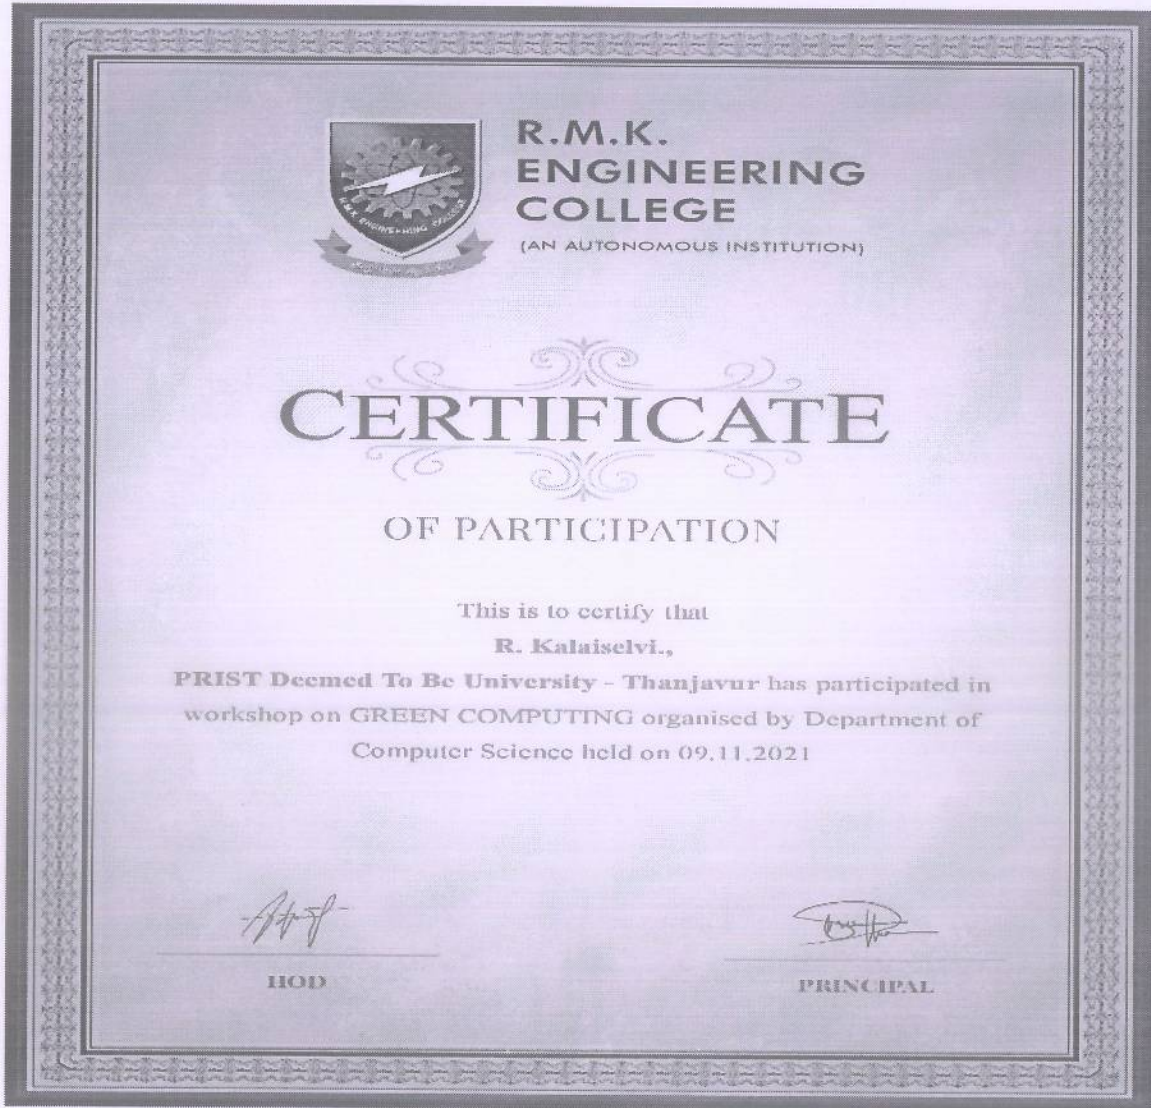 R.M.K.
ENGINEERING
COLLEGE
(AN AUTONOMOUS INSTITUTION)
R.M.K. ENGINEERING COLLEGE
CERTIFICATE
OF PARTICIPATION
This is to certify that
R. Kalaiselvi.,
PRIST Deemed To Be University - Thanjavur has participated in
workshop on GREEN COMPUTING organised by Department of
Computer Science held on 09.11.2021
HOD
PRINCIPAL